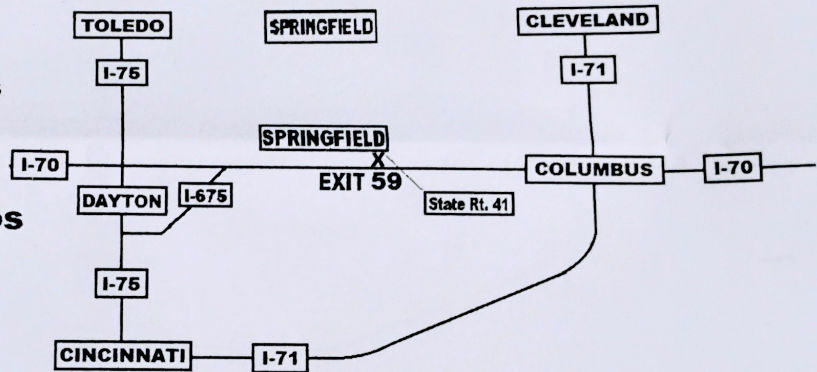 TOLEDO
SPRINGFIELD
CLEVELAND
I-75
I-71
SPRINGFIELD
X
I-70
EXIT 59
COLUMBUS
I-70
DAYTON
I-675
State Rt. 41
I-75
CINCINNATI
I-71